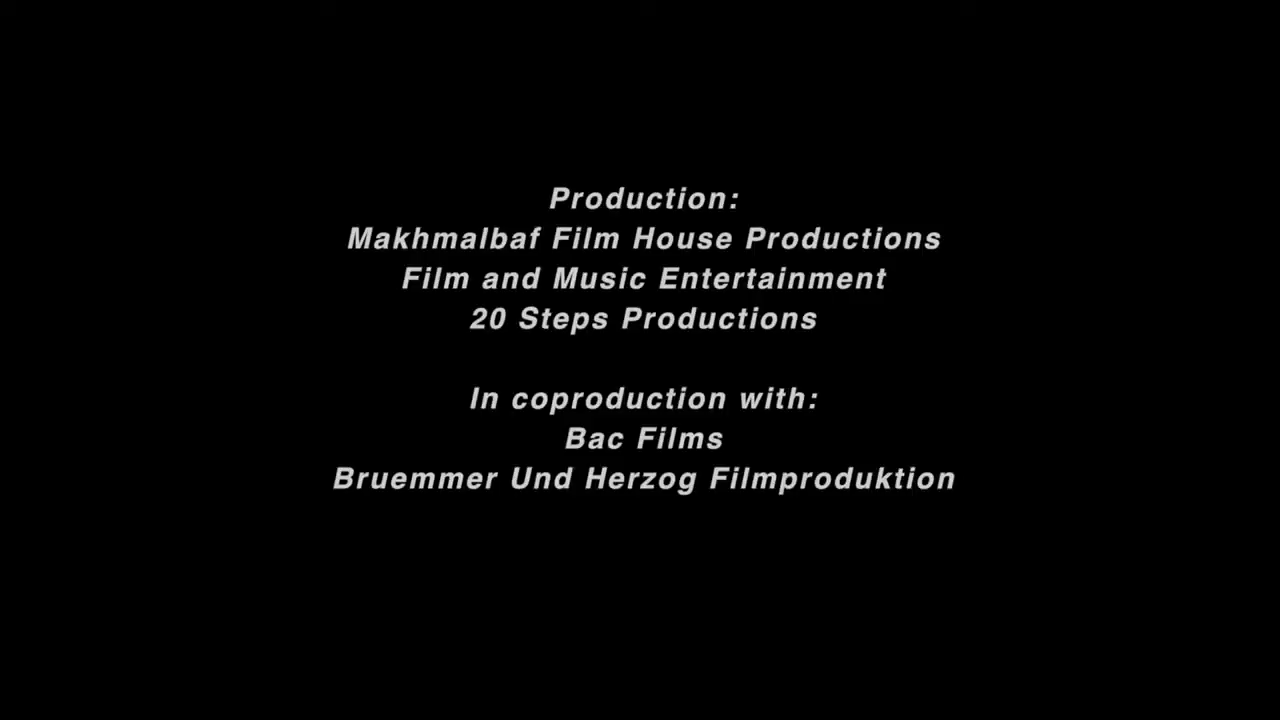 Production:
Makhmalbaf Film House Productions
Film and Music Entertainment
20 Steps Productions
In coproduction with:
Bac Films
Bruemmer Und Herzog Filmproduktion